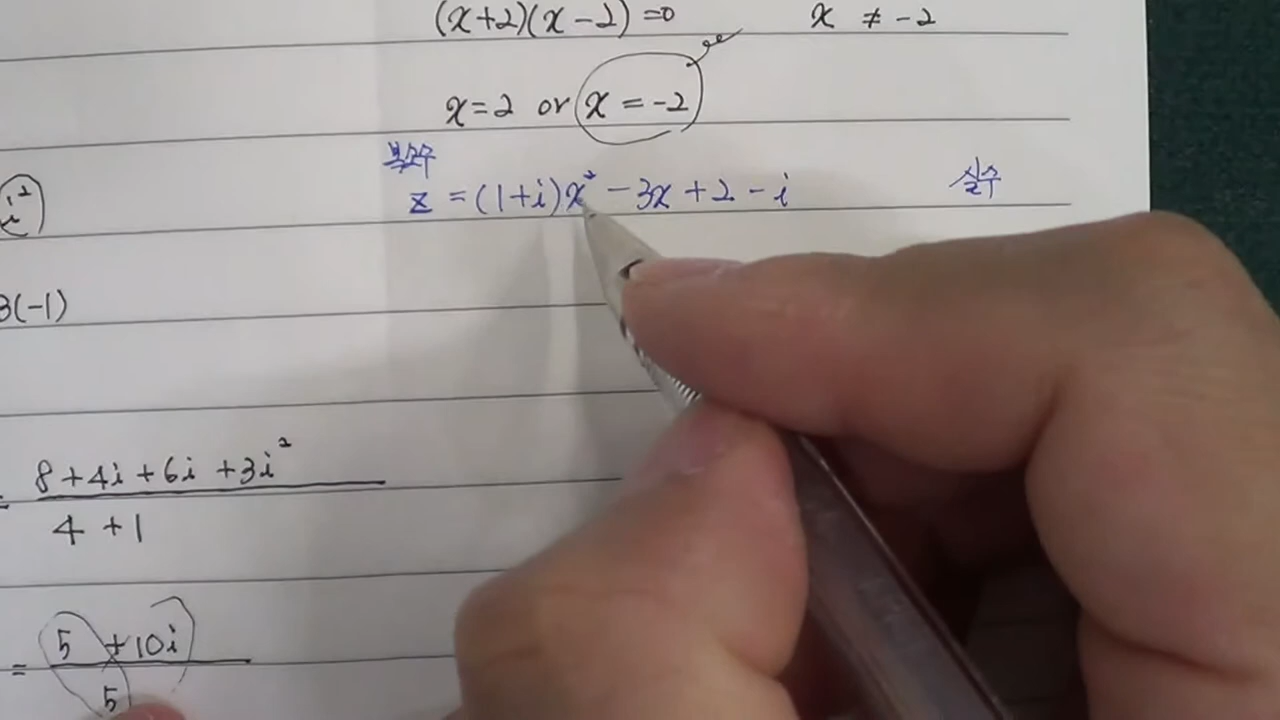 (x+2)(x-2)=0 x ≠ -2
x=2 or x=-2
복소수
z=(1+i)x²-3x+2-i 실수
i²
3(-1)
8+4i+6i+3i²
4+1
= 5+10i
5